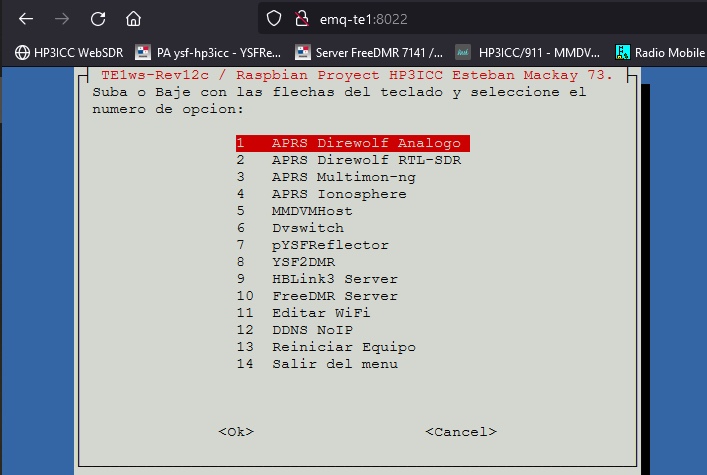 emq-te1:8022
HP3ICC WebSDR
PA ysf-hp3icc - YSFRe...
Server FreeDMR 7141 /...
HP3ICC/911 - MMDV...
Radio Mobile
TE1ws-Rev12c / Raspbian Proyect HP3ICC Esteban Mackay 73.
Suba o Baje con las flechas del teclado y seleccione el
numero de opcion:
1 APRS Direwolf Analogo
2 APRS Direwolf RTL-SDR
3 APRS Multimon-ng
4 APRS Ionosphere
5 MMDVMHost
6 Dvswitch
7 pYSFReflector
8 YSF2DMR
9 HBLink3 Server
10 FreeDMR Server
11 Editar WiFi
12 DDNS NoIP
13 Reiniciar Equipo
14 Salir del menu
<Ok> <Cancel>